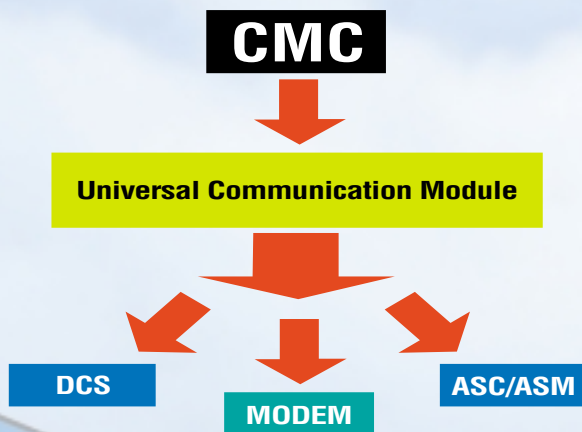 CMC
Universal Communication Module
DCS
MODEM
ASC/ASM